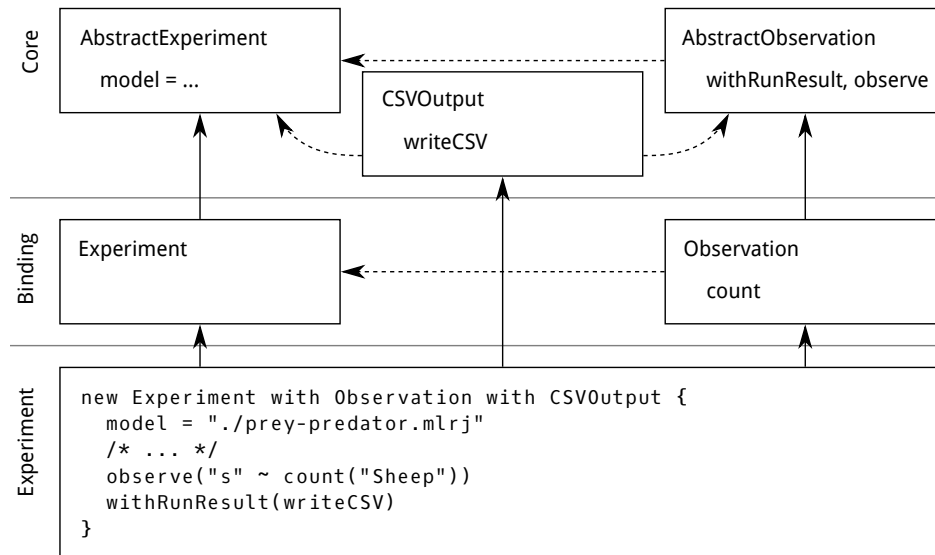 Core
AbstractExperiment
model = ...
CSVOutput
writeCSV
AbstractObservation
withRunResult, observe
Binding
Experiment
Observation
count
Experiment
new Experiment with Observation with CSVOutput {
model = "./prey-predator.mlrj"
/* ... */
observe("s" ~ count("Sheep"))
withRunResult(writeCSV)
}